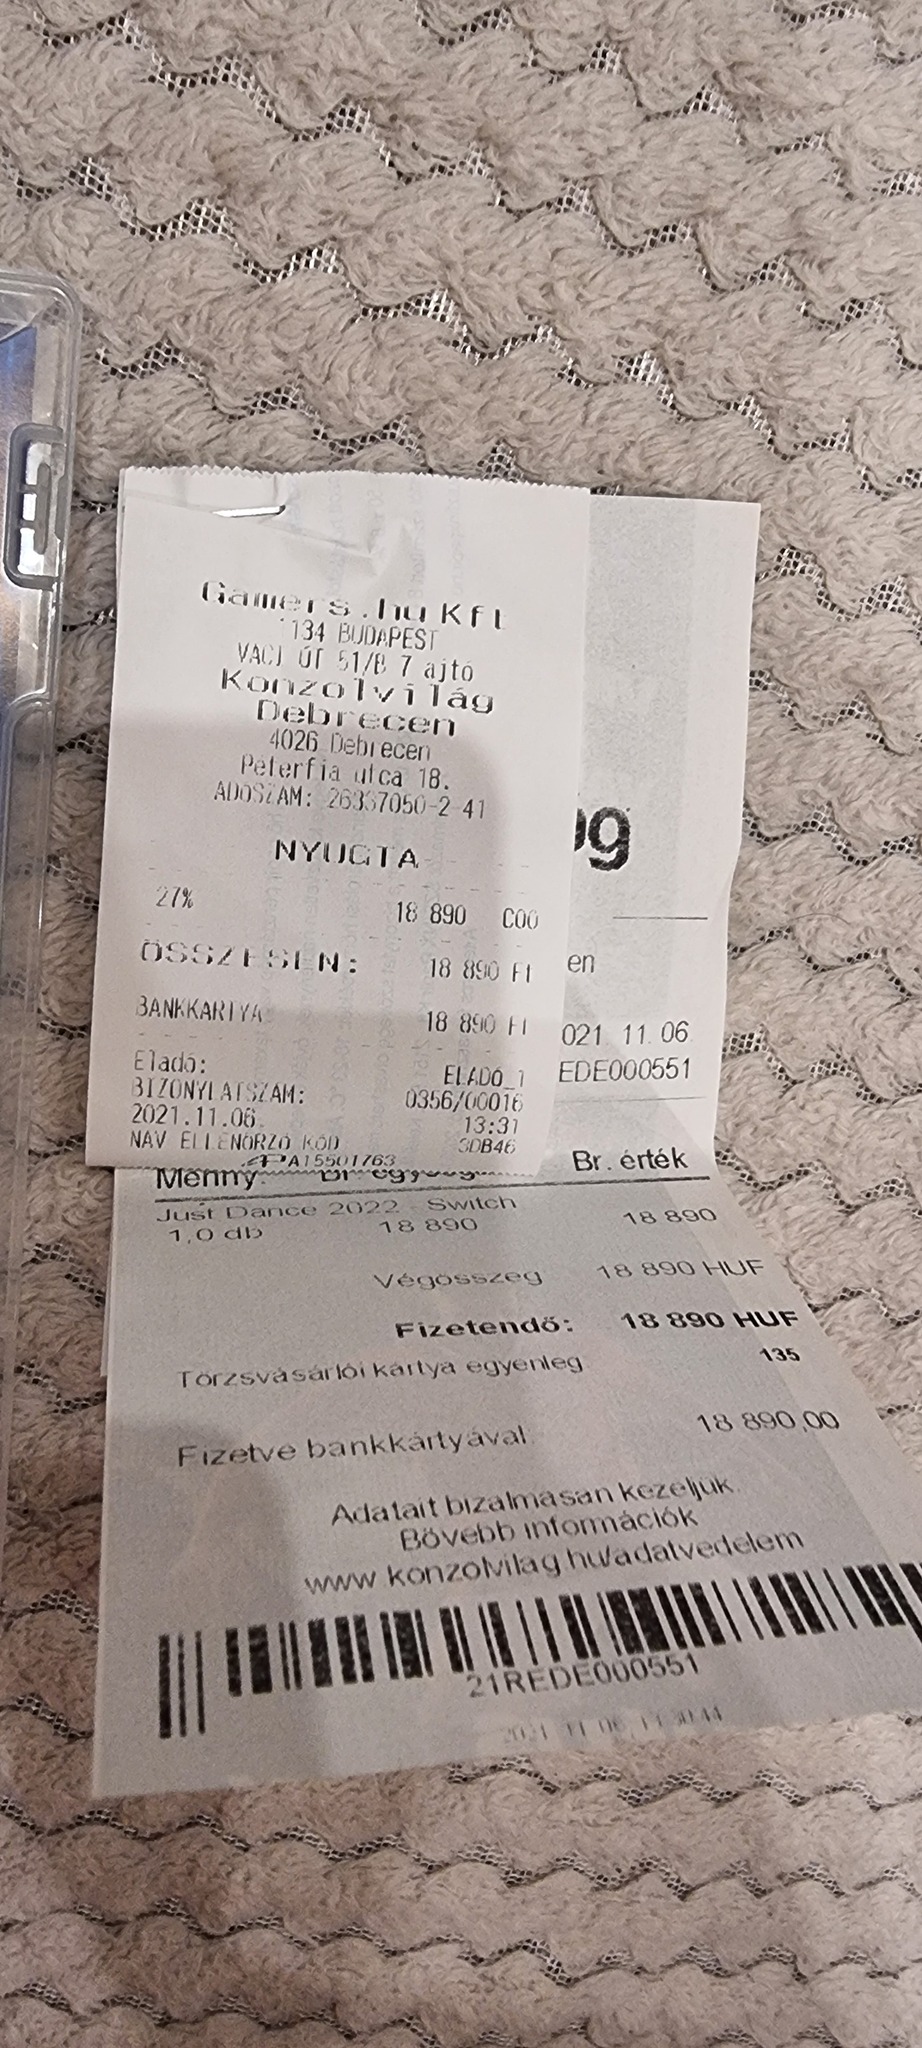 Gamers.hu Kft
1134 BUDAPEST
VÁCI ÚT 51/B 7 ajtó
Konzolvilág
Debrecen
4026 Debrecen
Péterfia utca 18.
ADÓSZÁM: 26337050-2-41
NYUGTA
27% 18 890 C00
ÖSSZESEN: 18 890 Ft
BANKKÁRTYA 18 890 Ft
Eladó: ELADÓ_1
BIZONYLATSZÁM: 0356/00016
2021.11.06. 13:31
NAV ELLENŐRZŐ KÓD 3DB46
AP A15501763
og
en
021. 11. 06
EDE000551
Menny. Br. egység Br. érték
Just Dance 2022 - Switch
1,0 db 18 890 18 890
Végösszeg 18 890 HUF
Fizetendő: 18 890 HUF
Törzsvásárlói kártya egyenleg 135
Fizetve bankkártyával 18 890,00
Adatait bizalmasan kezeljük.
Bővebb információk
www.konzolvilag.hu/adatvedelem
21REDE000551